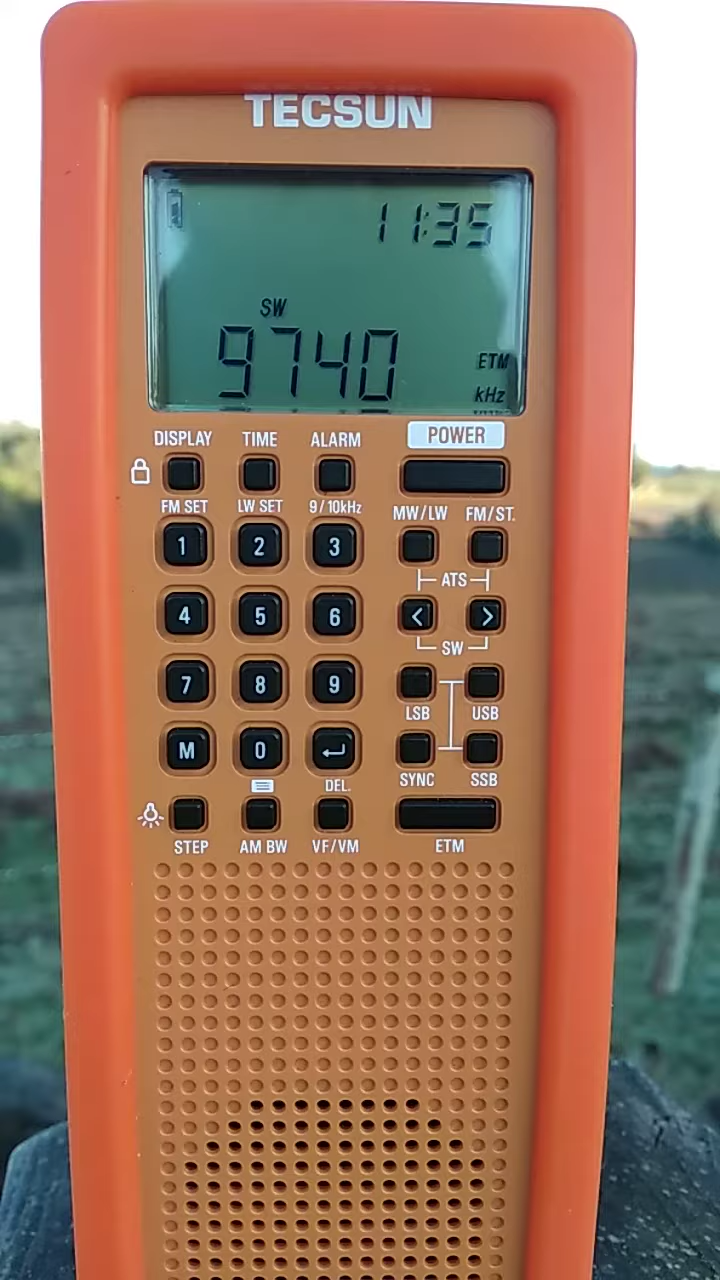 TECSUN
11:35
SW
9740
ETM
kHz
DISPLAY TIME ALARM POWER
FM SET LW SET 9/10kHz MW/LW FM/ST.
1 2 3
ATS
4 5 6 < >
SW
7 8 9
LSB USB
M 0
DEL. SYNC SSB
STEP AM BW VF/VM ETM